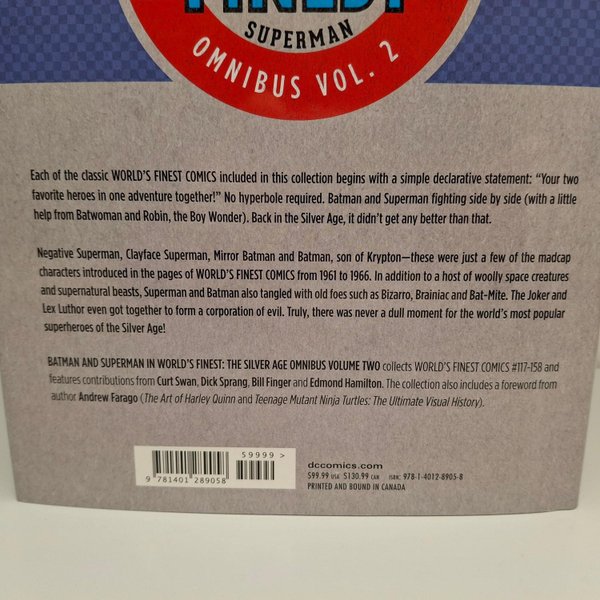 FINEST
SUPERMAN
OMNIBUS VOL. 2
Each of the classic WORLD'S FINEST COMICS included in this collection begins with a simple declarative statement: “Your two
favorite heroes in one adventure together!” No hyperbole required. Batman and Superman fighting side by side (with a little
help from Batwoman and Robin, the Boy Wonder). Back in the Silver Age, it didn't get any better than that.
Negative Superman, Clayface Superman, Mirror Batman and Batman, son of Krypton—these were just a few of the madcap
characters introduced in the pages of WORLD'S FINEST COMICS from 1961 to 1966. In addition to a host of woolly space creatures
and supernatural beasts, Superman and Batman also tangled with old foes such as Bizarro, Brainiac and Bat-Mite. The Joker and
Lex Luthor even got together to form a corporation of evil. Truly, there was never a dull moment for the world's most popular
superheroes of the Silver Age!
BATMAN AND SUPERMAN IN WORLD'S FINEST: THE SILVER AGE OMNIBUS VOLUME TWO collects WORLD'S FINEST COMICS #117-158 and
features contributions from Curt Swan, Dick Sprang, Bill Finger and Edmond Hamilton. The collection also includes a foreword from
author Andrew Farago (The Art of Harley Quinn and Teenage Mutant Ninja Turtles: The Ultimate Visual History).
59999 >
9 781401 289058
dccomics.com
$99.99 USA $130.99 CAN ISBN: 978-1-4012-8905-8
PRINTED AND BOUND IN CANADA